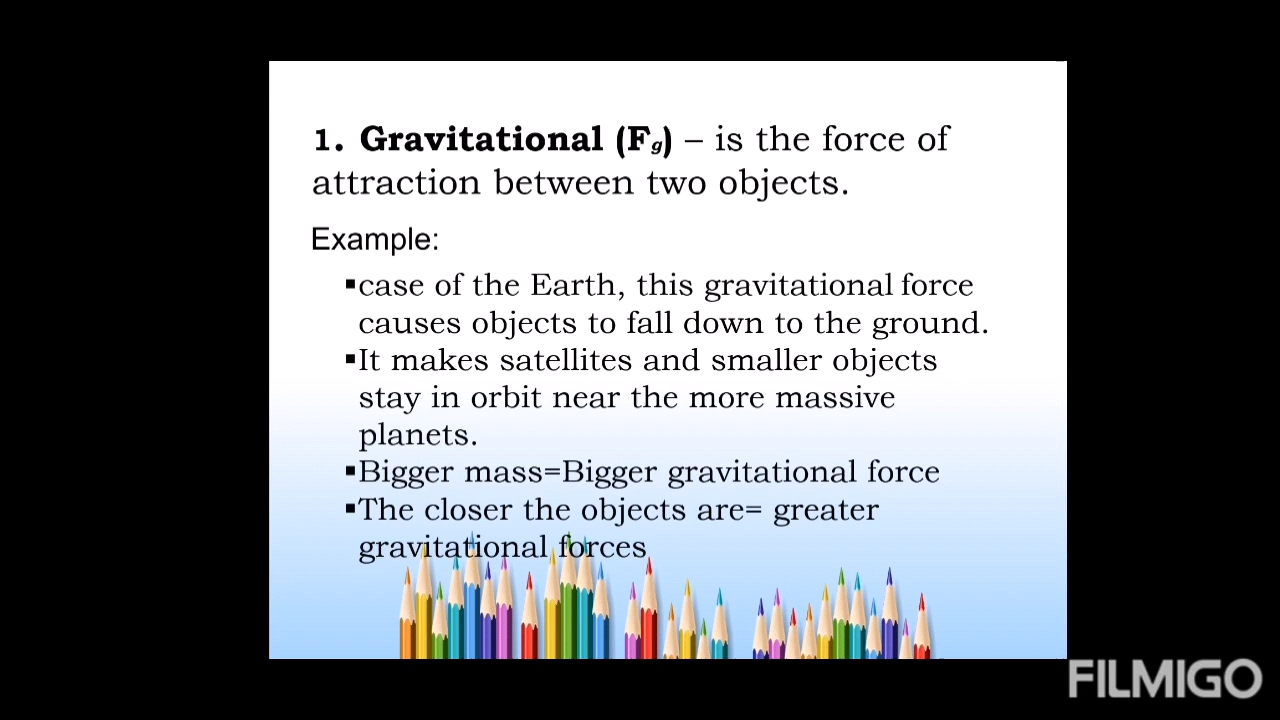 1. Gravitational (Fg) – is the force of
attraction between two objects.
Example:
▪case of the Earth, this gravitational force
causes objects to fall down to the ground.
▪It makes satellites and smaller objects
stay in orbit near the more massive
planets.
▪Bigger mass=Bigger gravitational force
▪The closer the objects are= greater
gravitational forces
FILMIGO